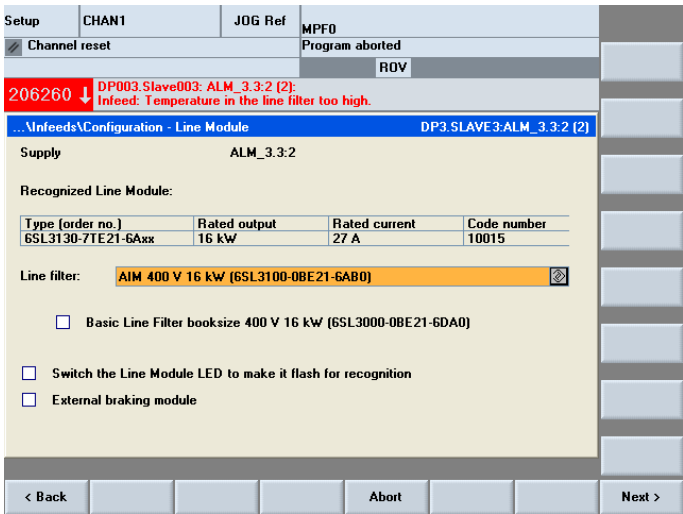 Setup CHAN1 JOG Ref MPF0
Channel reset Program aborted
ROV
206260 ↓ DP003.Slave003: ALM_3.3:2 (2):
Infeed: Temperature in the line filter too high.
...\Infeeds\Configuration - Line Module DP3.SLAVE3:ALM_3.3:2 (2)
Supply ALM_3.3:2
Recognized Line Module:
Type (order no.) Rated output Rated current Code number
6SL3130-7TE21-6Axx 16 kW 27 A 10015
Line filter: AIM 400 V 16 kW (6SL3100-0BE21-6AB0)
Basic Line Filter booksize 400 V 16 kW (6SL3000-0BE21-6DA0)
Switch the Line Module LED to make it flash for recognition
External braking module
< Back Abort Next >